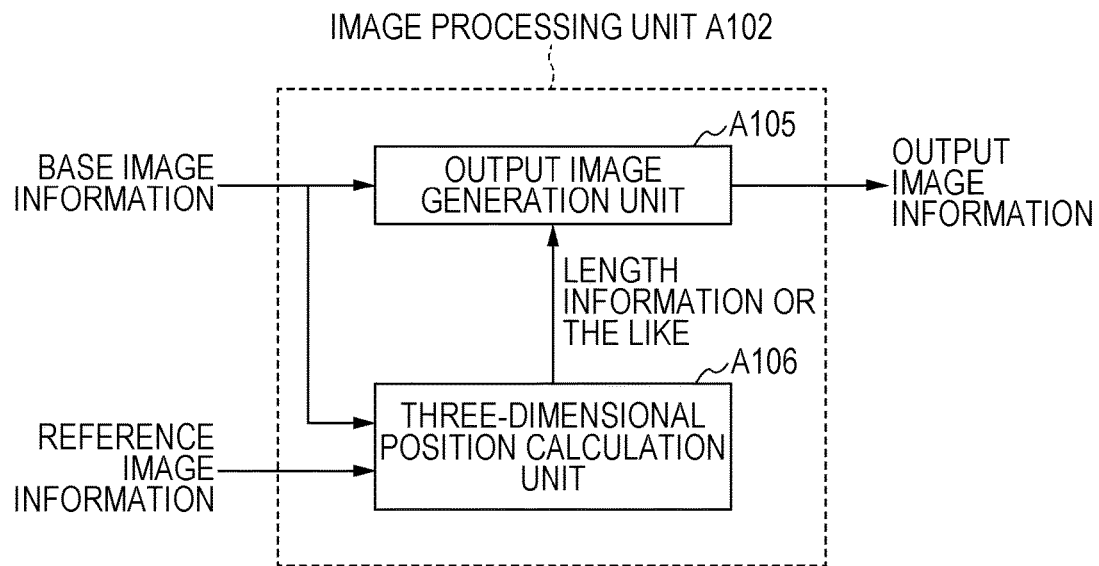 IMAGE PROCESSING UNIT A102
A105
BASE IMAGE
INFORMATION
OUTPUT IMAGE
GENERATION UNIT
OUTPUT
IMAGE
INFORMATION
LENGTH
INFORMATION OR
THE LIKE
A106
REFERENCE
IMAGE
INFORMATION
THREE-DIMENSIONAL
POSITION CALCULATION
UNIT